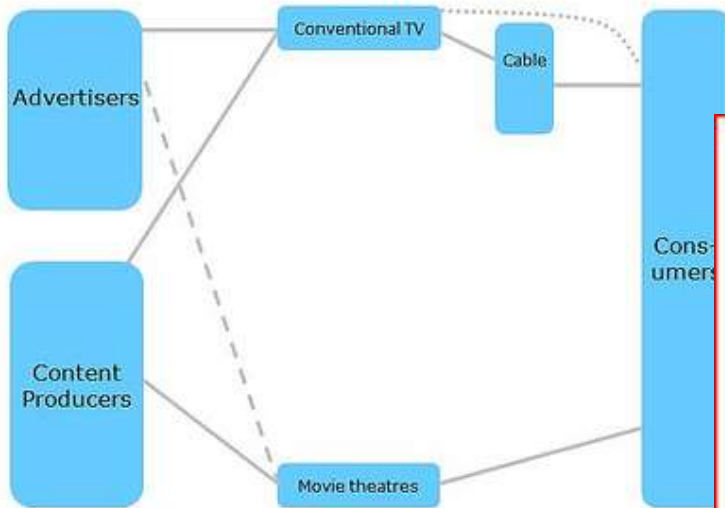 Conventional TV
Cable
Advertisers
Cons-
umers
Content
Producers
Movie theatres